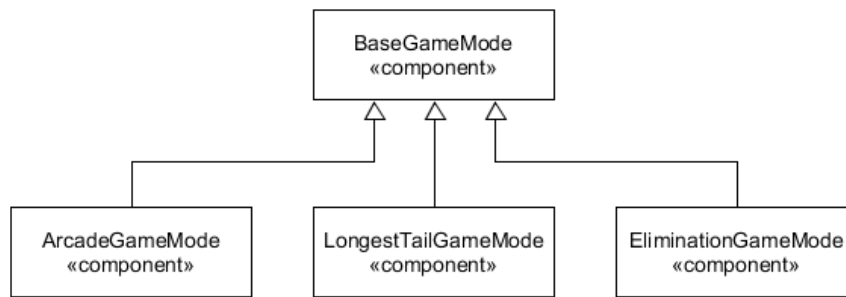 BaseGameMode
«component»
ArcadeGameMode
«component»
LongestTailGameMode
«component»
EliminationGameMode
«component»